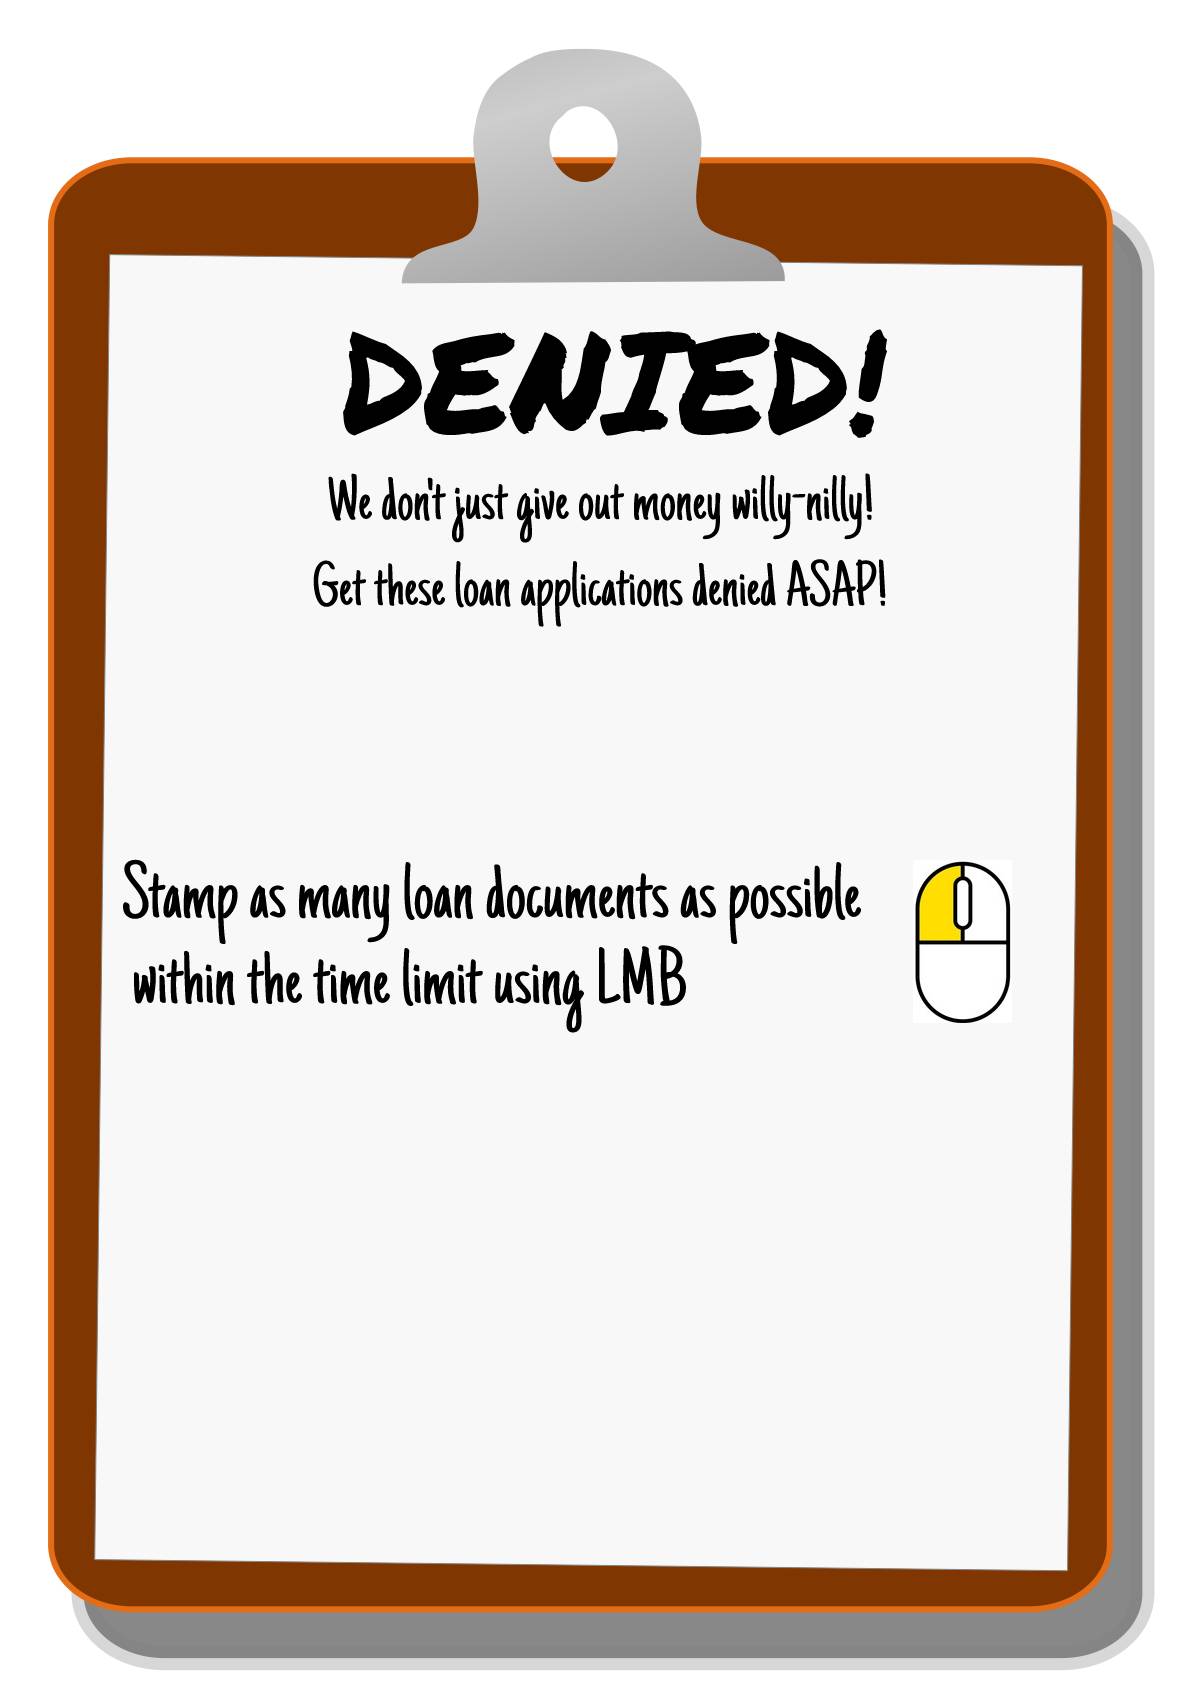 DENIED!
We don't just give out money willy-nilly!
Get these loan applications denied ASAP!
Stamp as many loan documents as possible
within the time limit using LMB